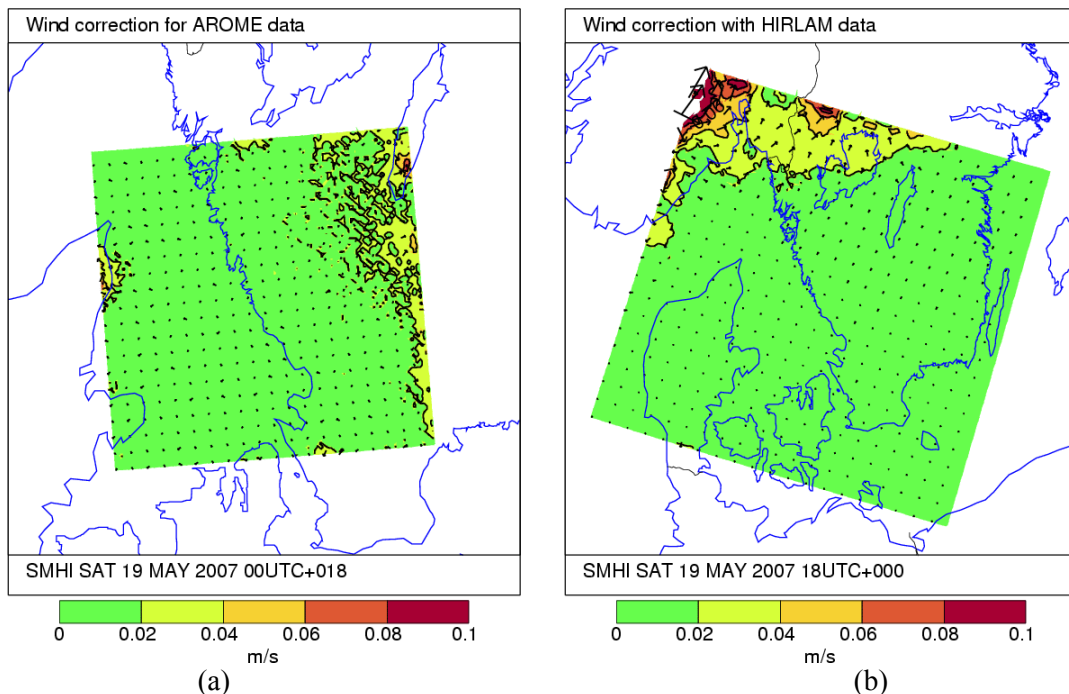 Wind correction for AROME data
SMHI SAT 19 MAY 2007 00UTC+018
0 0.02 0.04 0.06 0.08 0.1
m/s
(a)
Wind correction with HIRLAM data
SMHI SAT 19 MAY 2007 18UTC+000
0 0.02 0.04 0.06 0.08 0.1
m/s
(b)